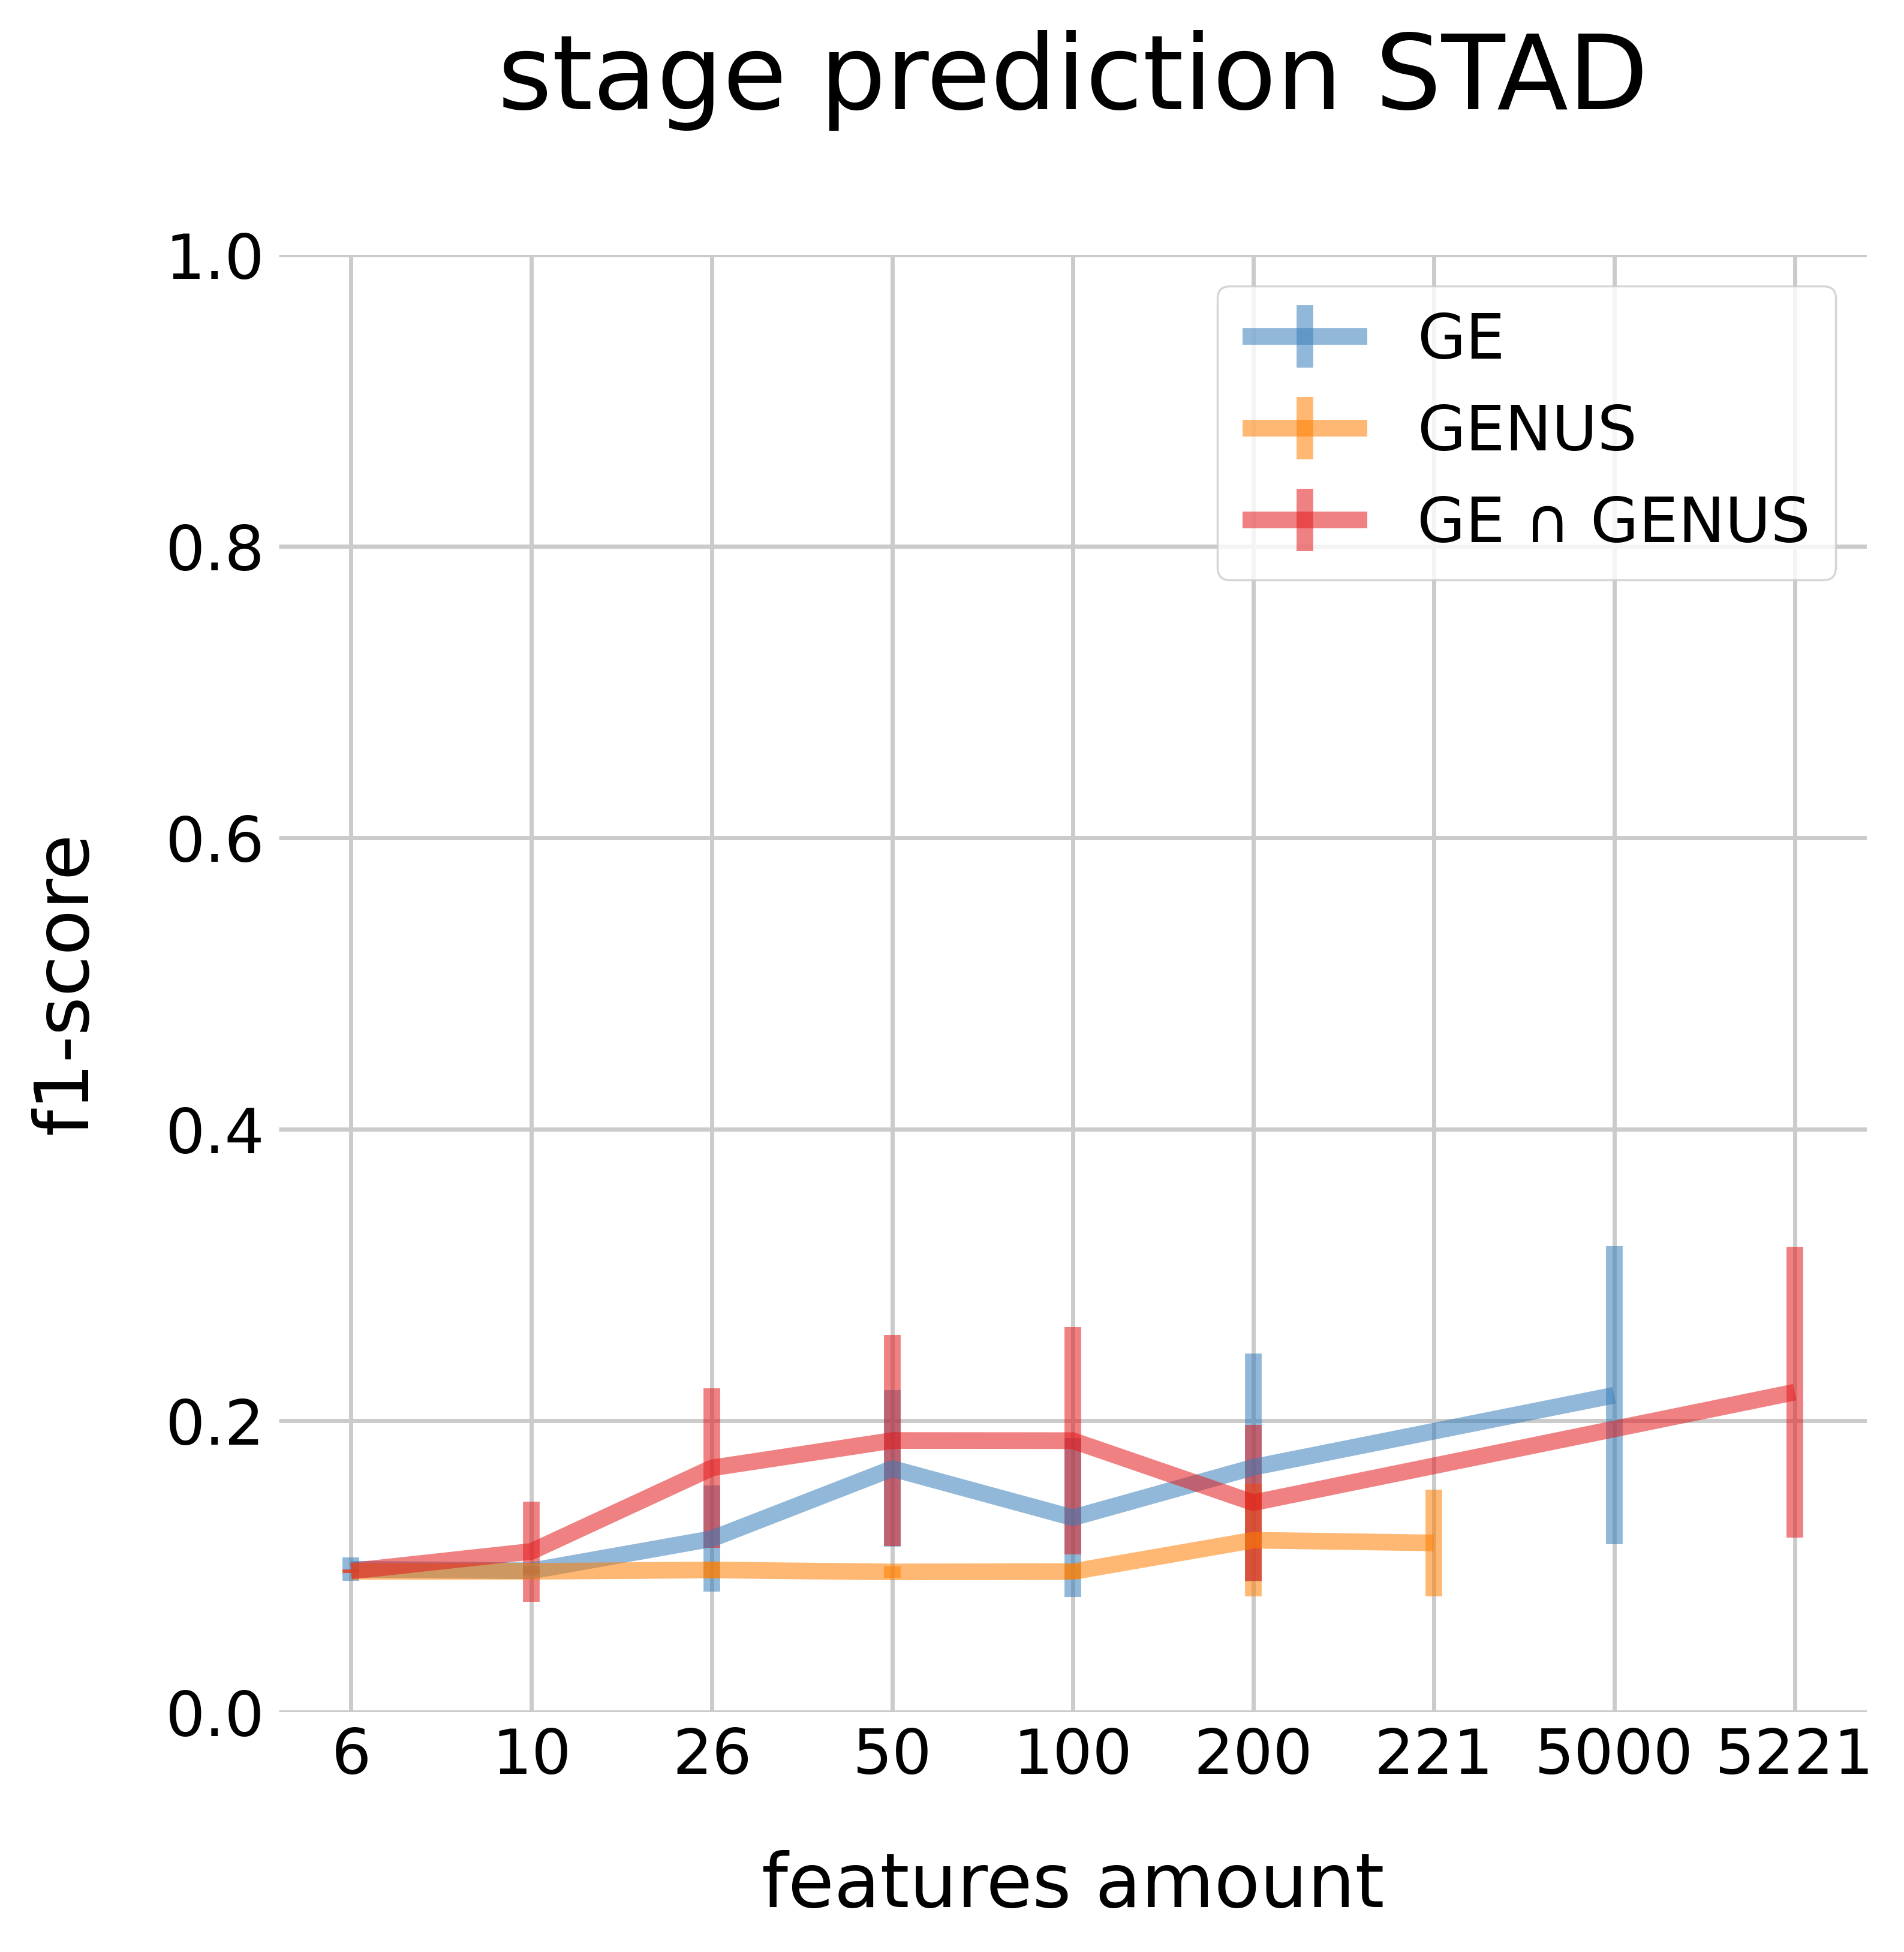 stage prediction STAD
1.0
0.8
0.6
0.4
0.2
0.0
f1-score
GE
GENUS
GE ∩ GENUS
6 10 26 50 100 200 221 5000 5221
features amount